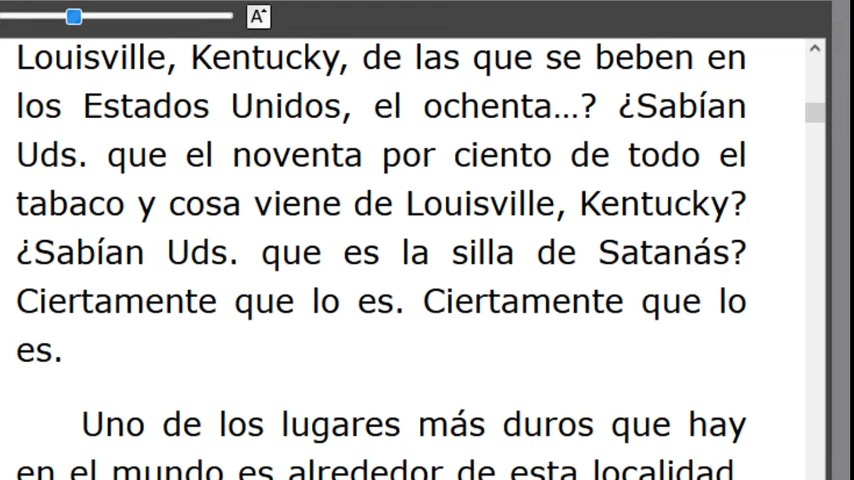 A
Louisville, Kentucky, de las que se beben en
los Estados Unidos, el ochenta...? ¿Sabían
Uds. que el noventa por ciento de todo el
tabaco y cosa viene de Louisville, Kentucky?
¿Sabían Uds. que es la silla de Satanás?
Ciertamente que lo es. Ciertamente que lo
es.
Uno de los lugares más duros que hay
en el mundo es alrededor de esta localidad.